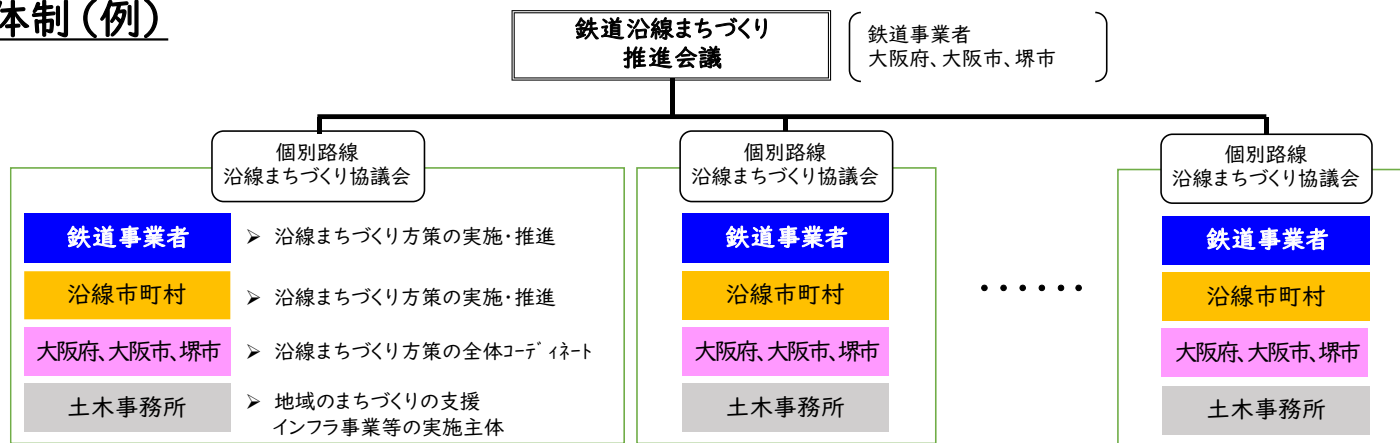 体制(例)
鉄道沿線まちづくり
推進会議
鉄道事業者
大阪府、大阪市、堺市
個別路線
沿線まちづくり協議会
鉄道事業者
➢ 沿線まちづくり方策の実施・推進
沿線市町村
➢ 沿線まちづくり方策の実施・推進
大阪府、大阪市、堺市
➢ 沿線まちづくり方策の全体ｺｰﾃﾞｨﾈｰﾄ
土木事務所
➢ 地域のまちづくりの支援
インフラ事業等の実施主体
個別路線
沿線まちづくり協議会
鉄道事業者
沿線市町村
大阪府、大阪市、堺市
土木事務所
・・・・・・
個別路線
沿線まちづくり協議会
鉄道事業者
沿線市町村
大阪府、大阪市、堺市
土木事務所